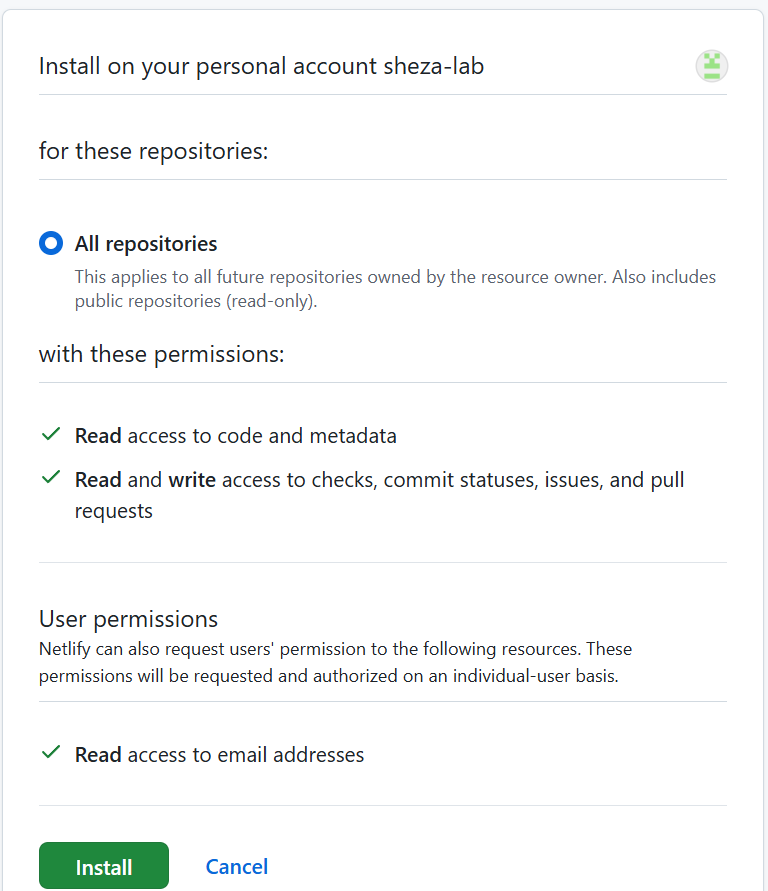 Install on your personal account sheza-lab
for these repositories:
All repositories
This applies to all future repositories owned by the resource owner. Also includes
public repositories (read-only).
with these permissions:
Read access to code and metadata
Read and write access to checks, commit statuses, issues, and pull
requests
User permissions
Netlify can also request users' permission to the following resources. These
permissions will be requested and authorized on an individual-user basis.
Read access to email addresses
Install Cancel